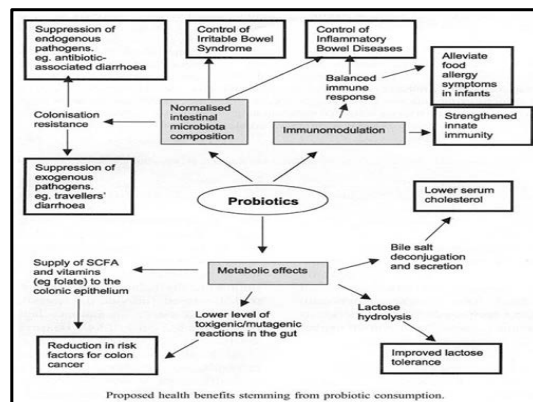 Suppression of
endogenous
pathogens.
eg. antibiotic-
associated diarrhoea
Control of
Irritable Bowel
Syndrome
Control of
Inflammatory
Bowel Diseases
Alleviate
food
allergy
symptoms
in infants
Balanced
immune
response
Colonisation
resistance
Normalised
intestinal
microbiota
composition
Immunomodulation
Strengthened
innate
immunity
Suppression of
exogenous
pathogens.
eg. travellers'
diarrhoea
Probiotics
Lower serum
cholesterol
Supply of SCFA
and vitamins
(eg folate) to the
colonic epithelium
Metabolic effects
Bile salt
deconjugation
and secretion
Lower level of
toxigenic/mutagenic
reactions in the gut
Lactose
hydrolysis
Reduction in risk
factors for colon
cancer
Improved lactose
tolerance
Proposed health benefits stemming from probiotic consumption.